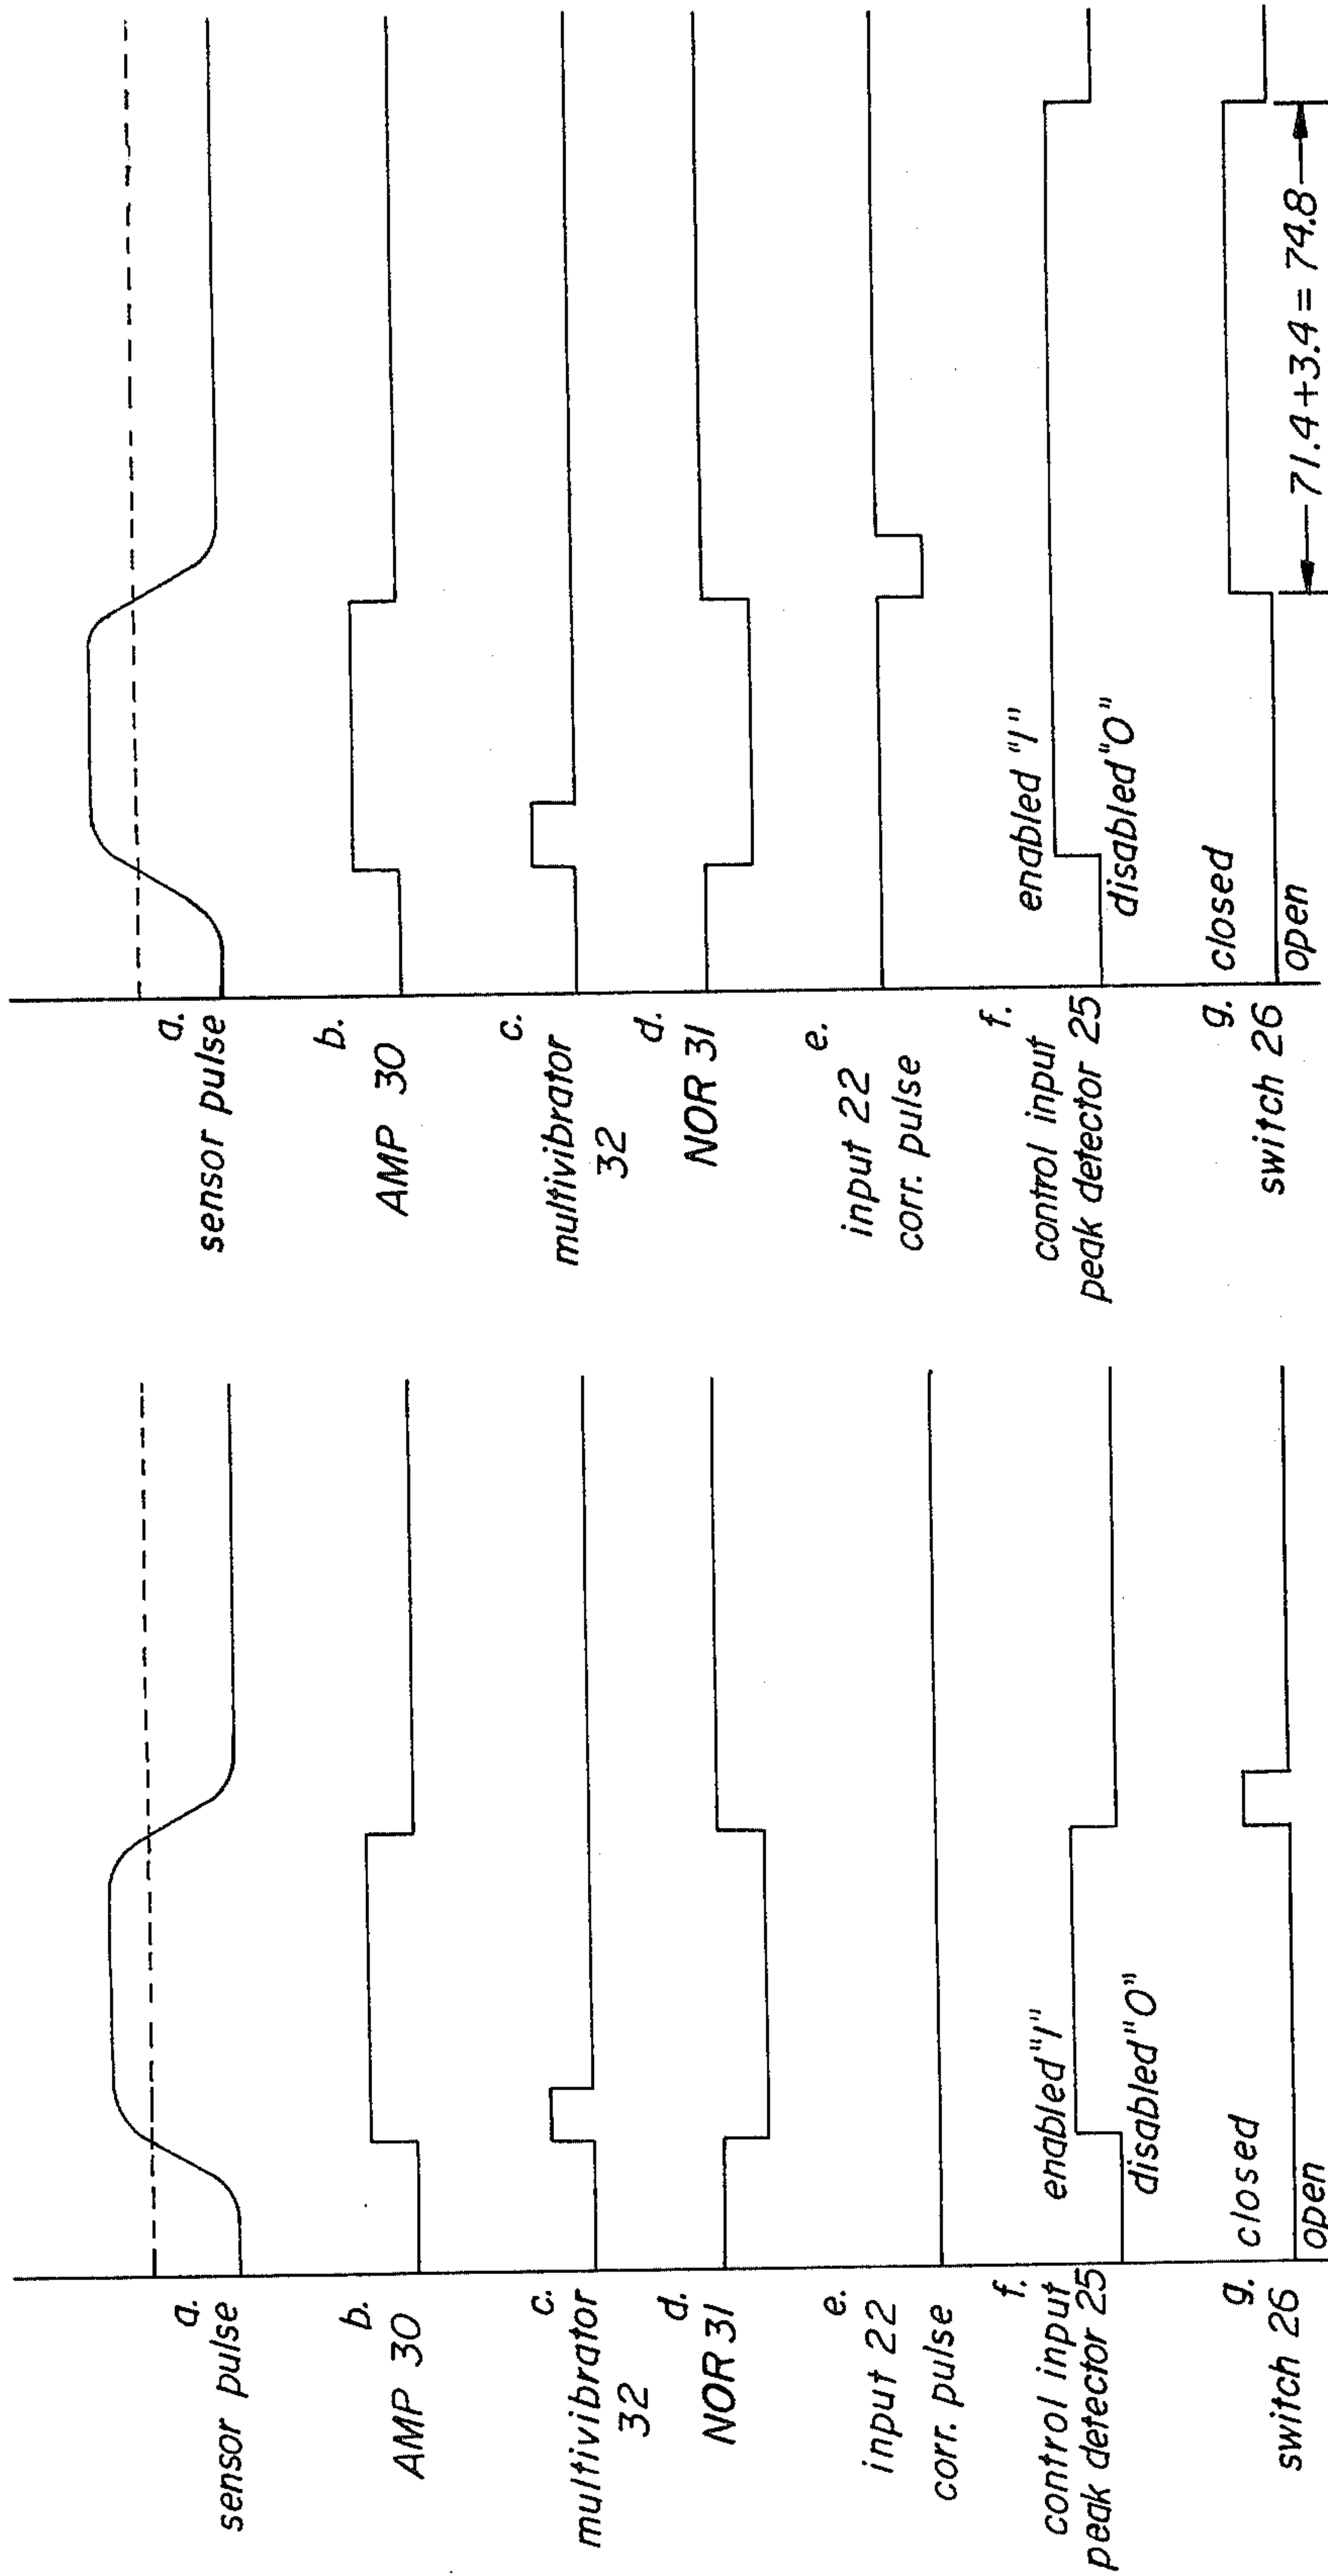 a.
sensor pulse
b.
AMP 30
c.
multivibrator
32
d.
NOR 31
e.
input 22
corr. pulse
f.
control input
peak detector 25
enabled "1"
disabled "0"
g.
switch 26
closed
open
a.
sensor pulse
b.
AMP 30
c.
multivibrator
32
d.
NOR 31
e.
input 22
corr. pulse
f.
control input
peak detector 25
enabled "1"
disabled "0"
g.
switch 26
closed
open
71.4+3.4=74.8